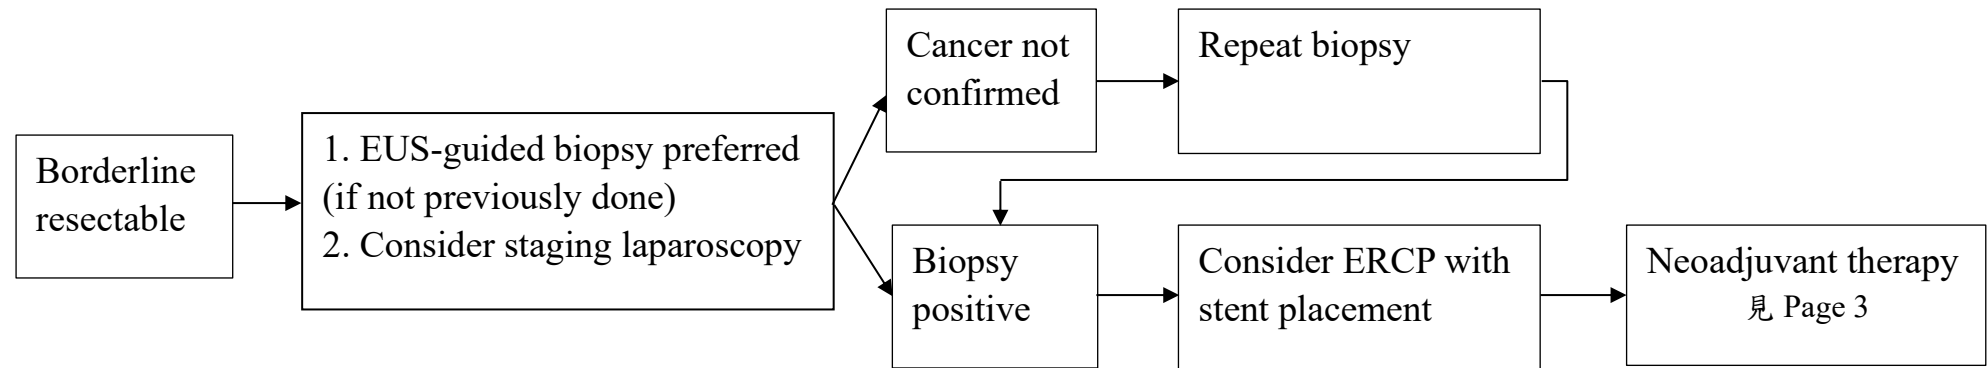 Borderline
resectable
1. EUS-guided biopsy preferred
(if not previously done)
2. Consider staging laparoscopy
Cancer not
confirmed
Repeat biopsy
Biopsy
positive
Consider ERCP with
stent placement
Neoadjuvant therapy
見 Page 3